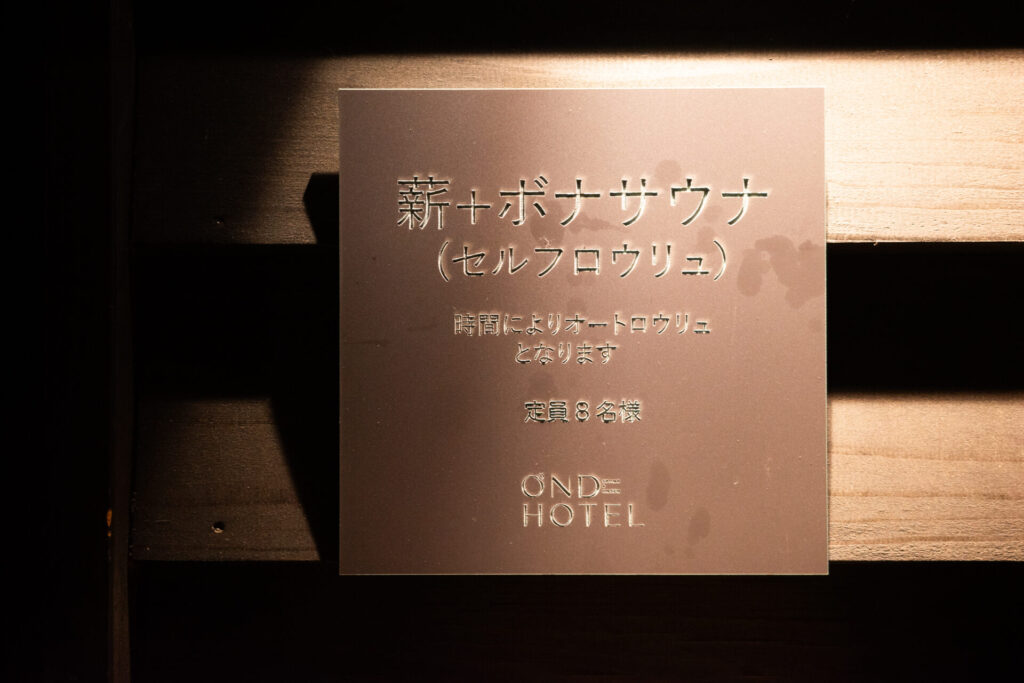 薪+ボナサウナ
(セルフロウリュ)
時間によりオートロウリュ
となります
定員8名様
ONDE
HOTEL